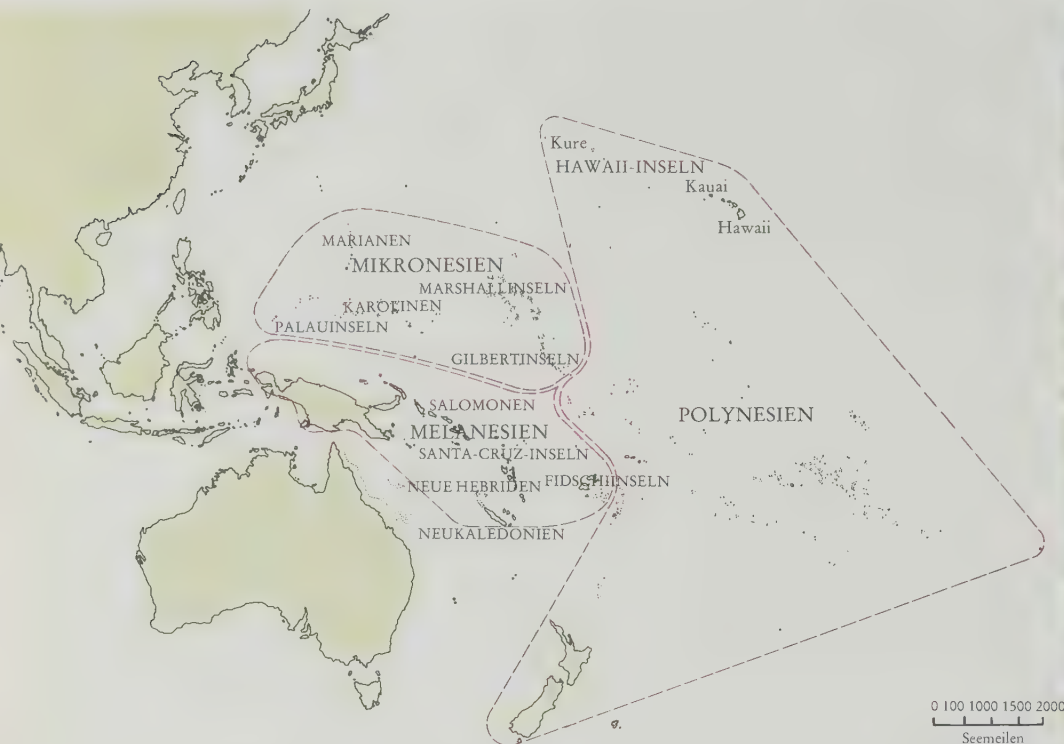 Kure
HAWAII-INSELN
Kauai
Hawaii
MARIANEN
MIKRONESIEN
MARSHALLINSELN
KAROLINEN
PALAUINSELN
GILBERTINSELN
SALOMONEN
POLYNESIEN
MELANESIEN
SANTA-CRUZ-INSELN
NEUE HEBRIDEN
FIDSCHIINSELN
NEUKALEDONIEN
0 100 1000 1500 2000
Seemeilen